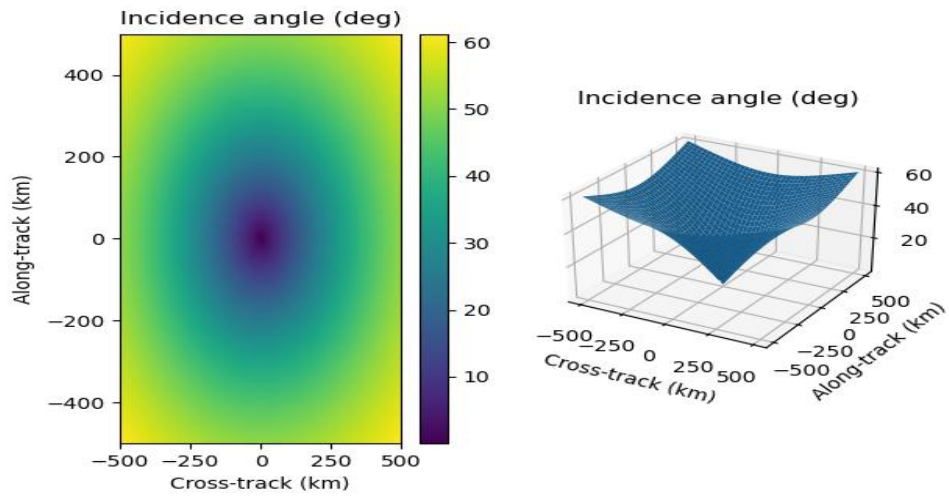 Incidence angle (deg)
Along-track (km)
400
200
0
−200
−400
−500 −250 0 250 500
Cross-track (km)
60
50
40
30
20
10
Incidence angle (deg)
60
40
20
−500 −250 0 250 500
Cross-track (km)
−500 −250 0 250 500
Along-track (km)